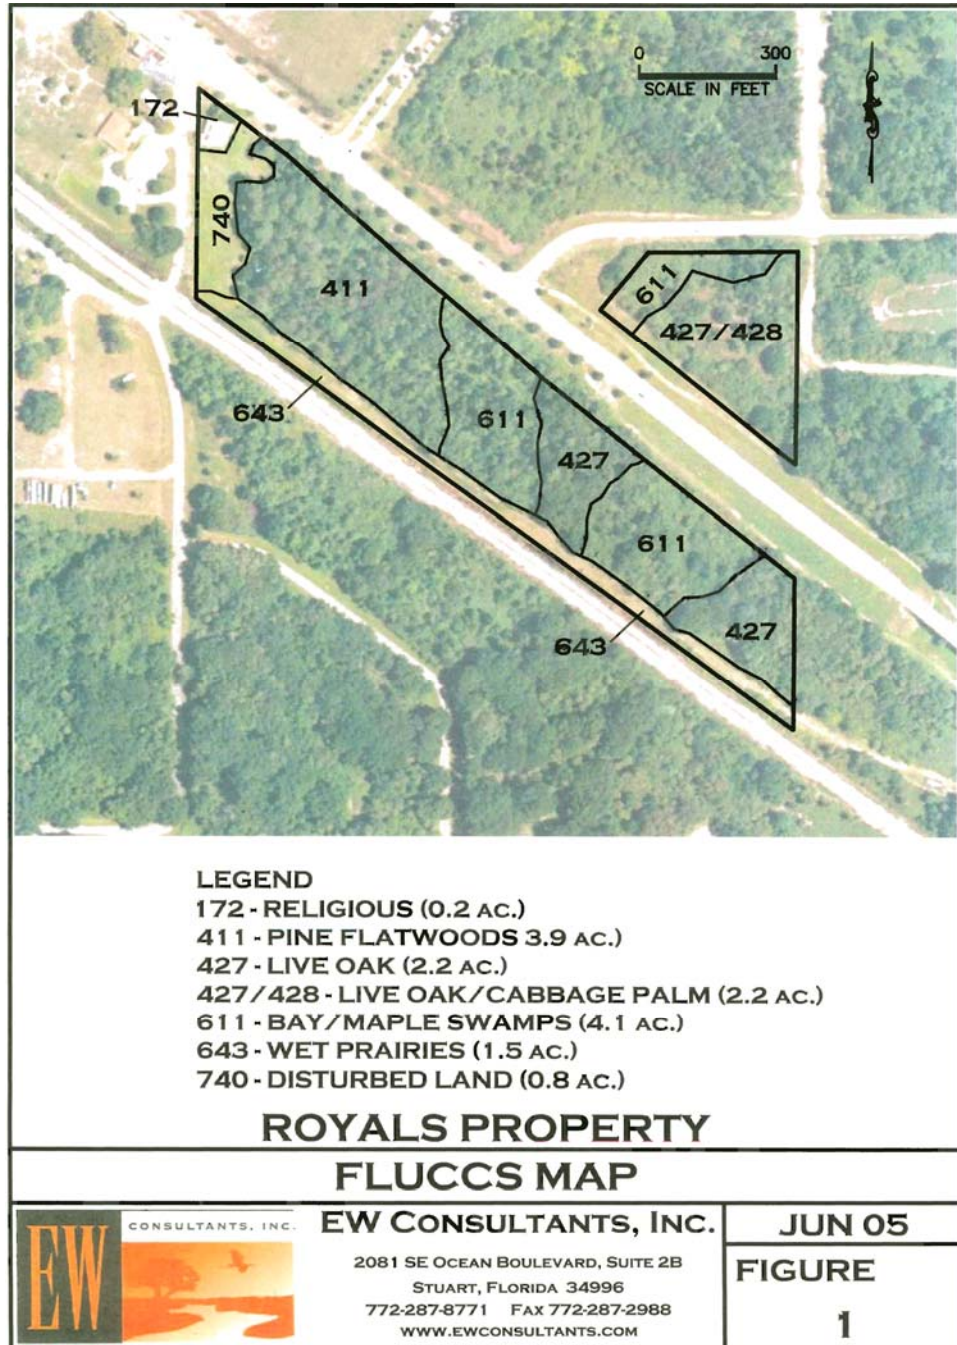 0 300
SCALE IN FEET
172
740
411
611
427/428
643
611
427
611
643
427
LEGEND
172 - RELIGIOUS (0.2 AC.)
411 - PINE FLATWOODS 3.9 AC.)
427 - LIVE OAK (2.2 AC.)
427/428 - LIVE OAK/CABBAGE PALM (2.2 AC.)
611 - BAY/MAPLE SWAMPS (4.1 AC.)
643 - WET PRAIRIES (1.5 AC.)
740 - DISTURBED LAND (0.8 AC.)
ROYALS PROPERTY
FLUCCS MAP
EW
CONSULTANTS, INC.
EW CONSULTANTS, INC.
2081 SE OCEAN BOULEVARD, SUITE 2B
STUART, FLORIDA 34996
772-287-8771 FAX 772-287-2988
WWW.EWCONSULTANTS.COM
JUN 05
FIGURE
1